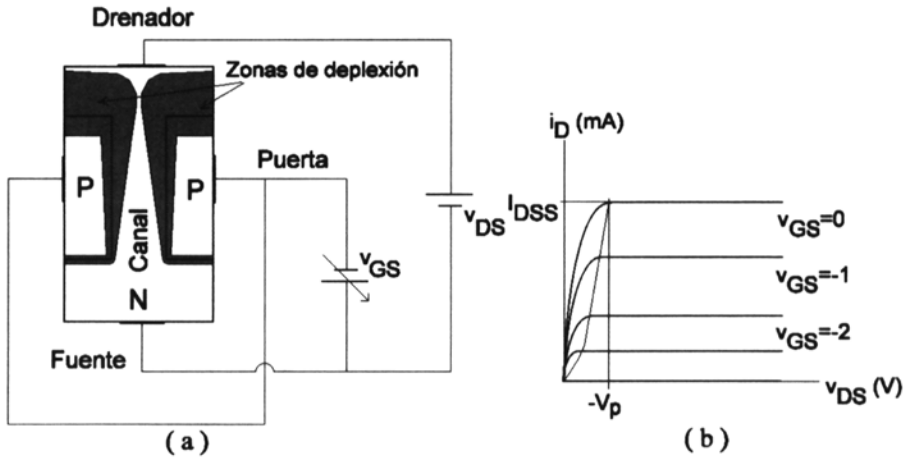 Drenador
Zonas de deplexión
P
P
Puerta
Canal
N
Fuente
vGS
vDS
( a )
iD (mA)
IDSS
vGS=0
vGS=-1
vGS=-2
-Vp
vDS (V)
( b )